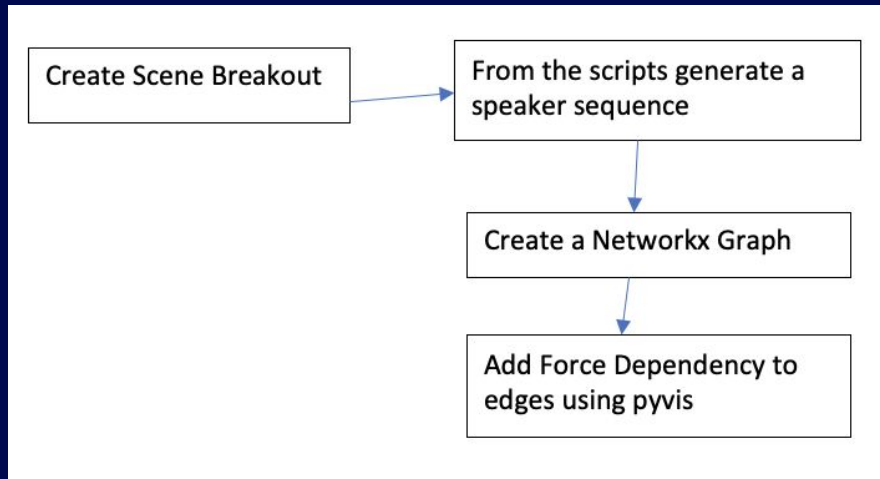 Create Scene Breakout
From the scripts generate a
speaker sequence
Create a Networkx Graph
Add Force Dependency to
edges using pyvis